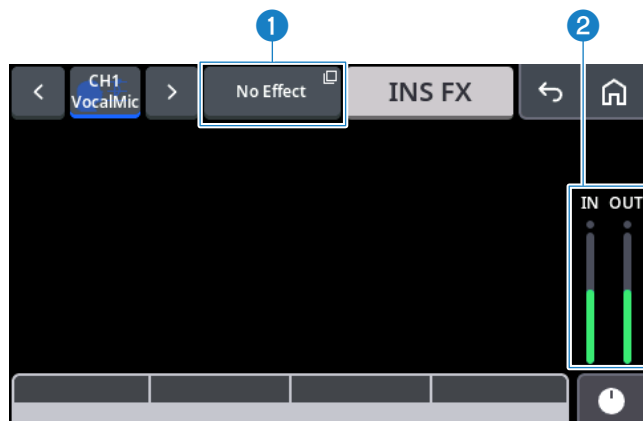 1
2
CH1
VocalMic
No Effect
INS FX
IN OUT